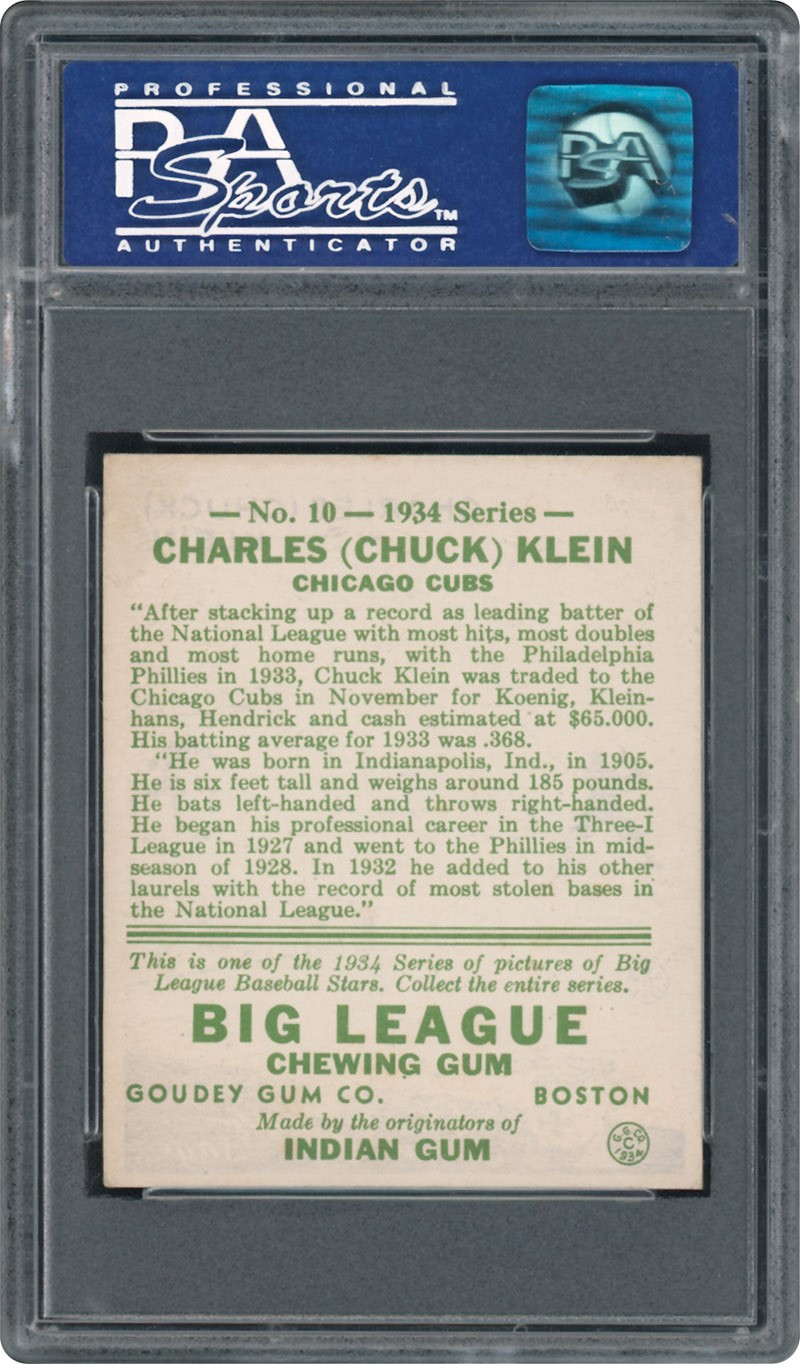 PROFESSIONAL
PSA
Sports™
AUTHENTICATOR
PSA
— No. 10 — 1934 Series —
CHARLES (CHUCK) KLEIN
CHICAGO CUBS
“After stacking up a record as leading batter of
the National League with most hits, most doubles
and most home runs, with the Philadelphia
Phillies in 1933, Chuck Klein was traded to the
Chicago Cubs in November for Koenig, Klein-
hans, Hendrick and cash estimated at $65.000.
His batting average for 1933 was .368.
“He was born in Indianapolis, Ind., in 1905.
He is six feet tall and weighs around 185 pounds.
He bats left-handed and throws right-handed.
He began his professional career in the Three-I
League in 1927 and went to the Phillies in mid-
season of 1928. In 1932 he added to his other
laurels with the record of most stolen bases in
the National League.”
This is one of the 1934 Series of pictures of Big
League Baseball Stars. Collect the entire series.
BIG LEAGUE
CHEWING GUM
GOUDEY GUM CO. BOSTON
Made by the originators of
INDIAN GUM
G.G.CO.
C
1934